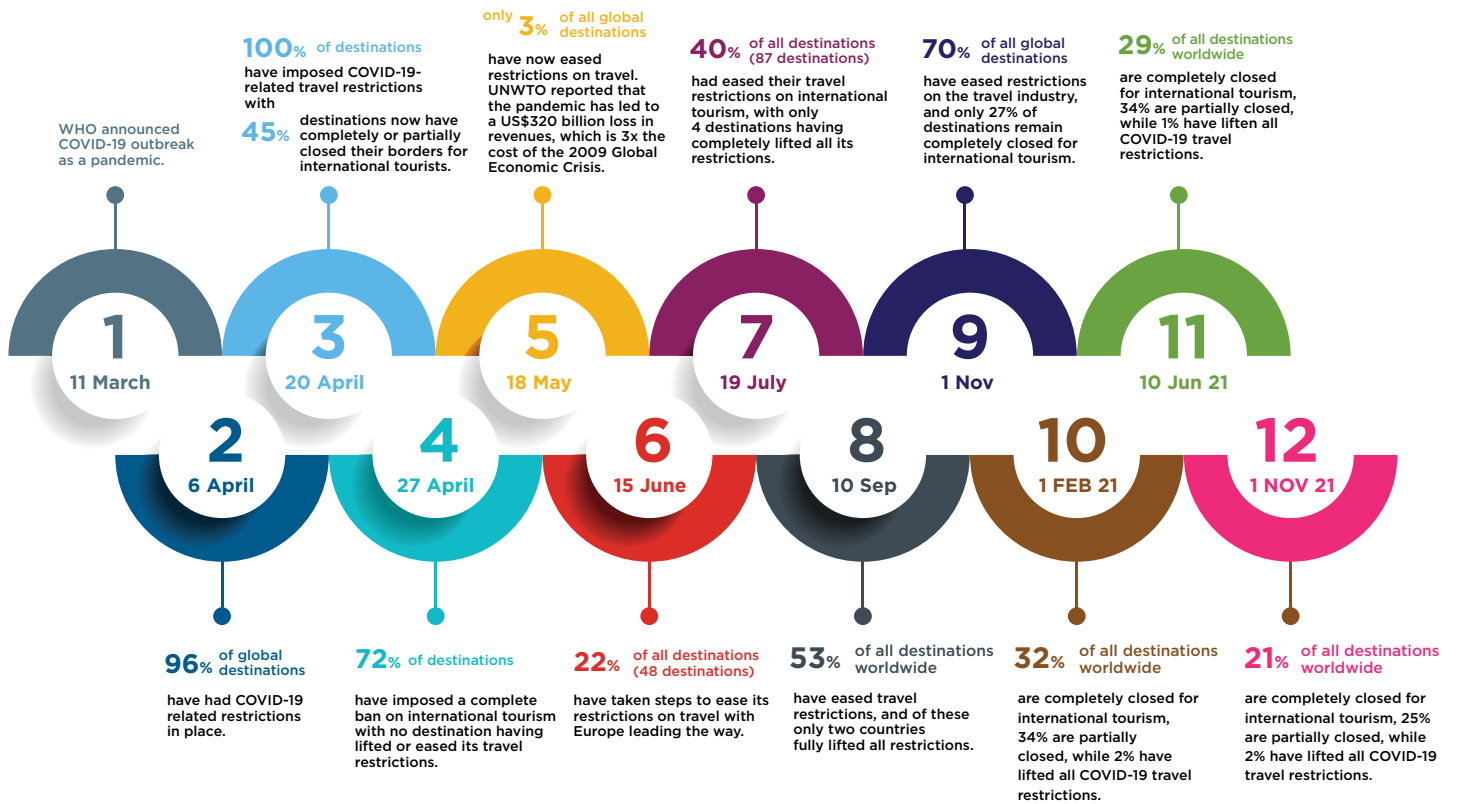 WHO announced
COVID-19 outbreak
as a pandemic.
1
11 March
2
6 April
96% of global
destinations
have had COVID-19
related restrictions
in place.
100% of destinations
have imposed COVID-19-
related travel restrictions
with
45% destinations now have
completely or partially
closed their borders for
international tourists.
3
20 April
4
27 April
72% of destinations
have imposed a complete
ban on international tourism
with no destination having
lifted or eased its travel
restrictions.
only 3% of all global
destinations
have now eased
restrictions on travel.
UNWTO reported that
the pandemic has led to
a US$320 billion loss in
revenues, which is 3x the
cost of the 2009 Global
Economic Crisis.
5
18 May
6
15 June
22% of all destinations
(48 destinations)
have taken steps to ease its
restrictions on travel with
Europe leading the way.
40% of all destinations
(87 destinations)
had eased their travel
restrictions on international
tourism, with only
4 destinations having
completely lifted all its
restrictions.
7
19 July
8
10 Sep
53% of all destinations
worldwide
have eased travel
restrictions, and of these
only two countries
fully lifted all restrictions.
70% of all global
destinations
have eased restrictions
on the travel industry,
and only 27% of
destinations remain
completely closed for
international tourism.
9
1 Nov
10
1 FEB 21
32% of all destinations
worldwide
are completely closed for
international tourism,
34% are partially
closed, while 2% have
lifted all COVID-19 travel
restrictions.
29% of all destinations
worldwide
are completely closed
for international tourism,
34% are partially closed,
while 1% have liften all
COVID-19 travel
restrictions.
11
10 Jun 21
12
1 NOV 21
21% of all destinations
worldwide
are completely closed for
international tourism, 25%
are partially closed, while
2% have lifted all COVID-19
travel restrictions.